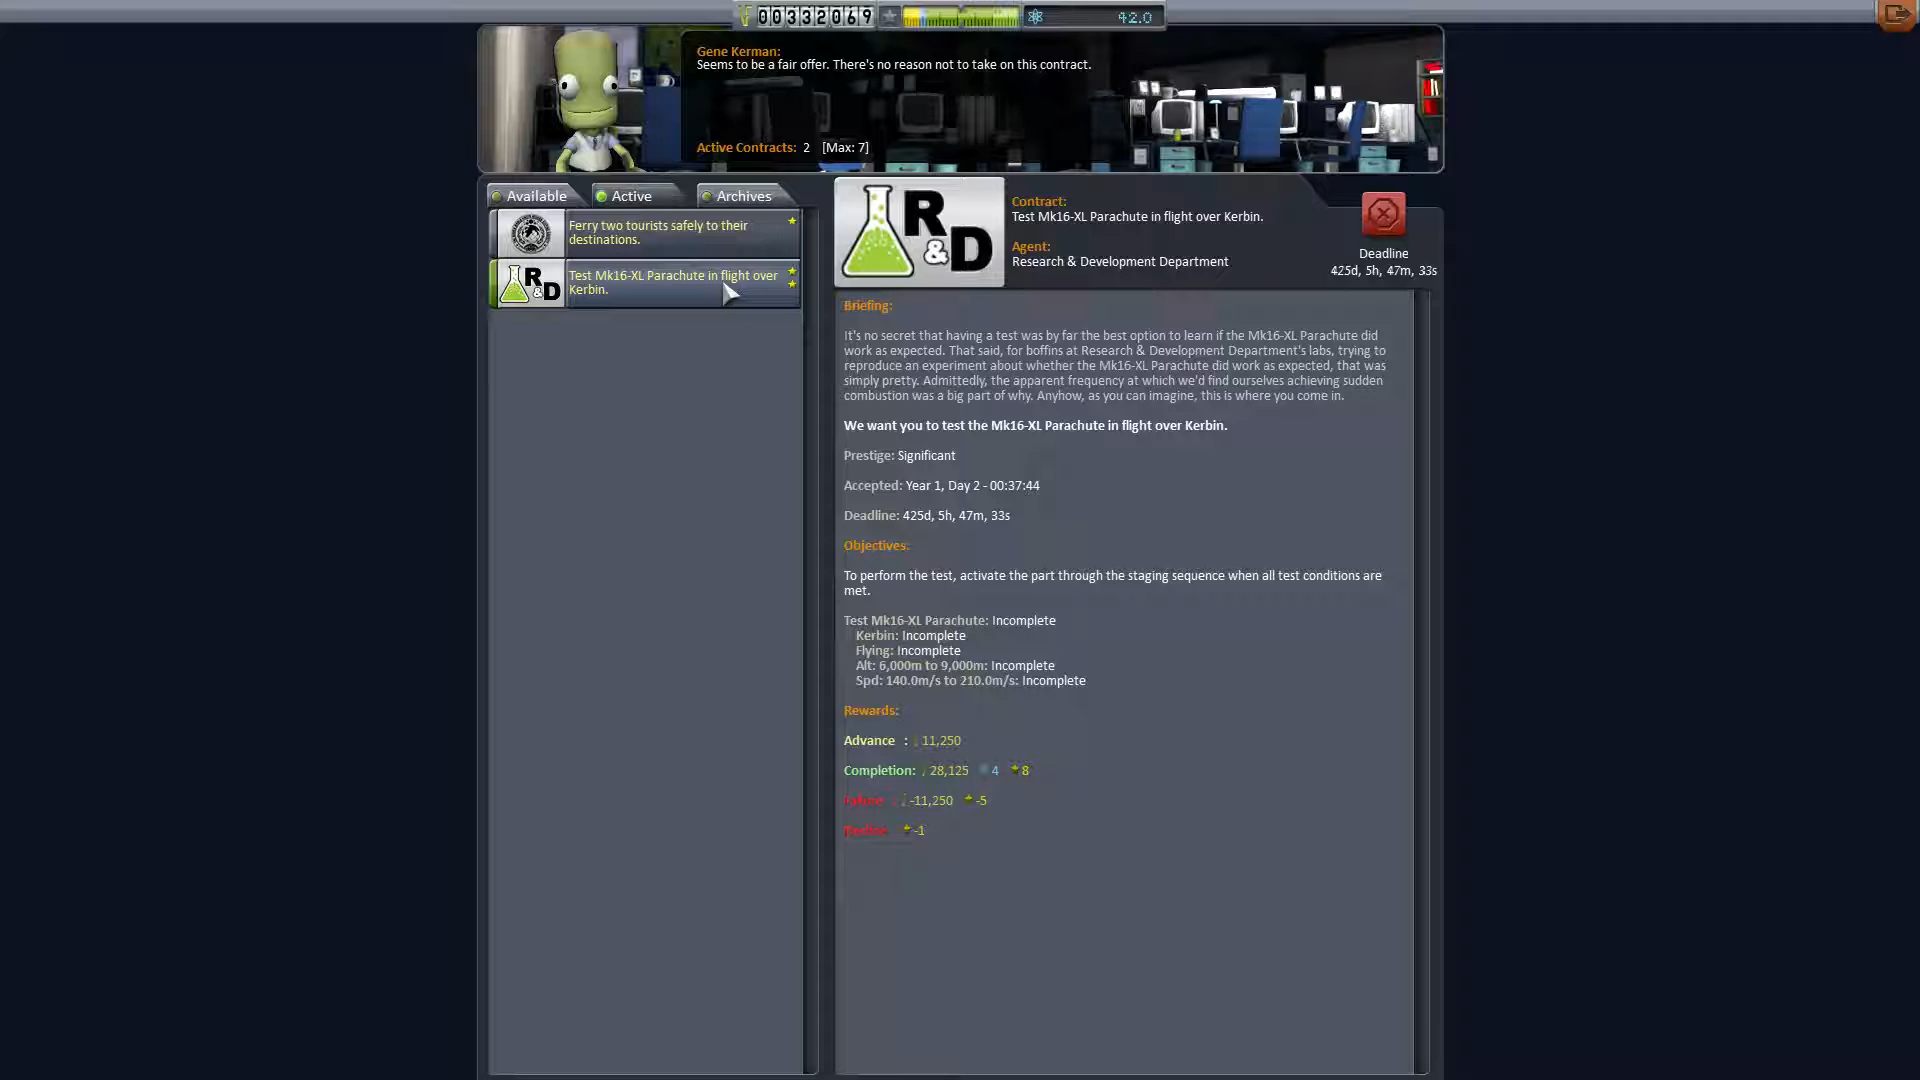 00332069
42.0
Gene Kerman:
Seems to be a fair offer. There's no reason not to take on this contract.
Active Contracts: 2 [Max: 7]
Available
Active
Archives
Ferry two tourists safely to their
destinations.
R&D
Test Mk16-XL Parachute in flight over
Kerbin.
R&D
Contract:
Test Mk16-XL Parachute in flight over Kerbin.
Agent:
Research & Development Department
Deadline
425d, 5h, 47m, 33s
Briefing:
It's no secret that having a test was by far the best option to learn if the Mk16-XL Parachute did
work as expected. That said, for boffins at Research & Development Department's labs, trying to
reproduce an experiment about whether the Mk16-XL Parachute did work as expected, that was
simply pretty. Admittedly, the apparent frequency at which we'd find ourselves achieving sudden
combustion was a big part of why. Anyhow, as you can imagine, this is where you come in.
We want you to test the Mk16-XL Parachute in flight over Kerbin.
Prestige: Significant
Accepted: Year 1, Day 2 - 00:37:44
Deadline: 425d, 5h, 47m, 33s
Objectives:
To perform the test, activate the part through the staging sequence when all test conditions are
met.
Test Mk16-XL Parachute: Incomplete
Kerbin: Incomplete
Flying: Incomplete
Alt: 6,000m to 9,000m: Incomplete
Spd: 140.0m/s to 210.0m/s: Incomplete
Rewards:
Advance : 11,250
Completion: 28,125 4 8
Failure : -11,250 -5
-1